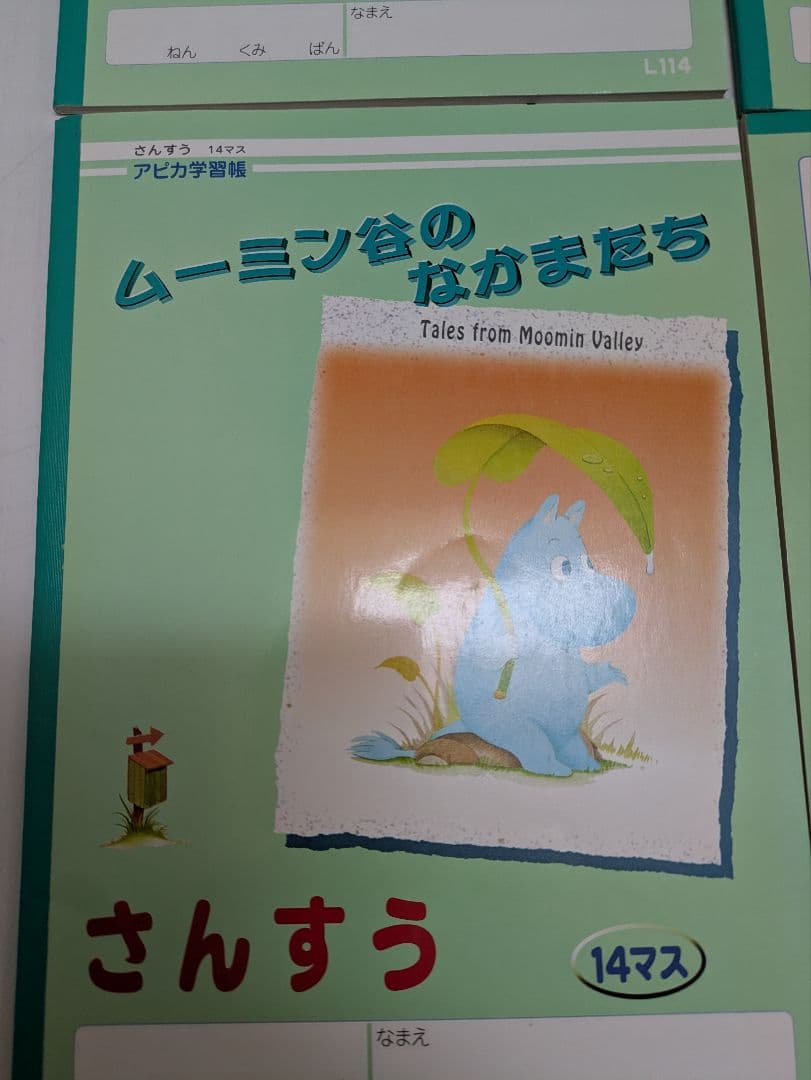 なまえ
ねん くみ ばん
L114
さんすう 14マス
アピカ学習帳
ムーミン谷の
なかまたち
Tales from Moomin Valley
さんすう
14マス
なまえ